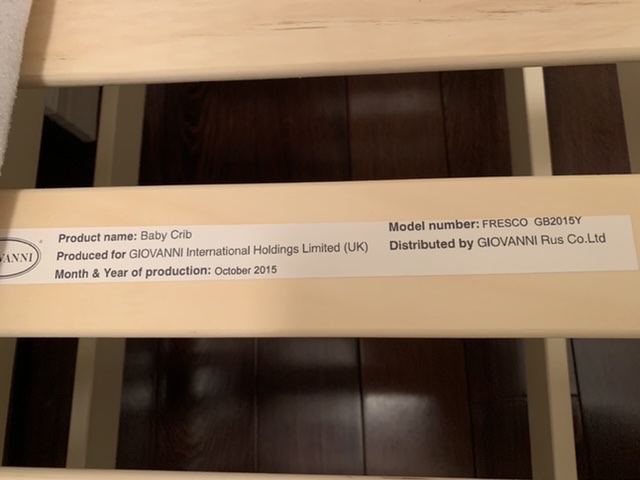 VANNI
Product name: Baby Crib
Produced for GIOVANNI International Holdings Limited (UK)
Month & Year of production: October 2015
Model number: FRESCO GB2015Y
Distributed by GIOVANNI Rus Co.Ltd